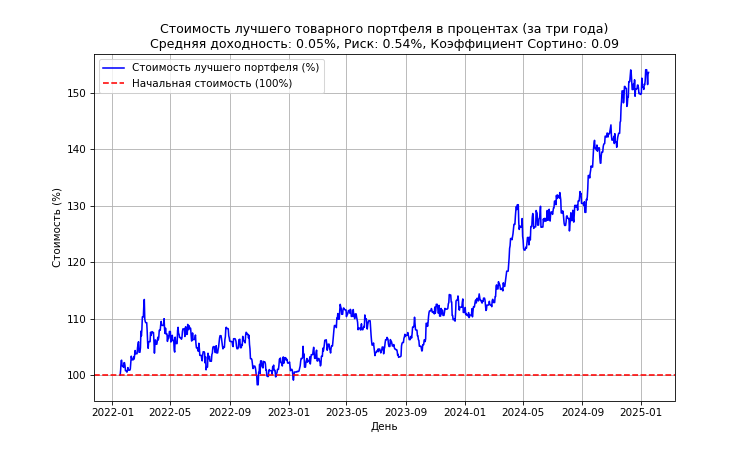 Стоимость лучшего товарного портфеля в процентах (за три года)
Средняя доходность: 0.05%, Риск: 0.54%, Коэффициент Сортино: 0.09
Стоимость лучшего портфеля (%)
Начальная стоимость (100%)
Стоимость (%)
150
140
130
120
110
100
2022-01 2022-05 2022-09 2023-01 2023-05 2023-09 2024-01 2024-05 2024-09 2025-01
День